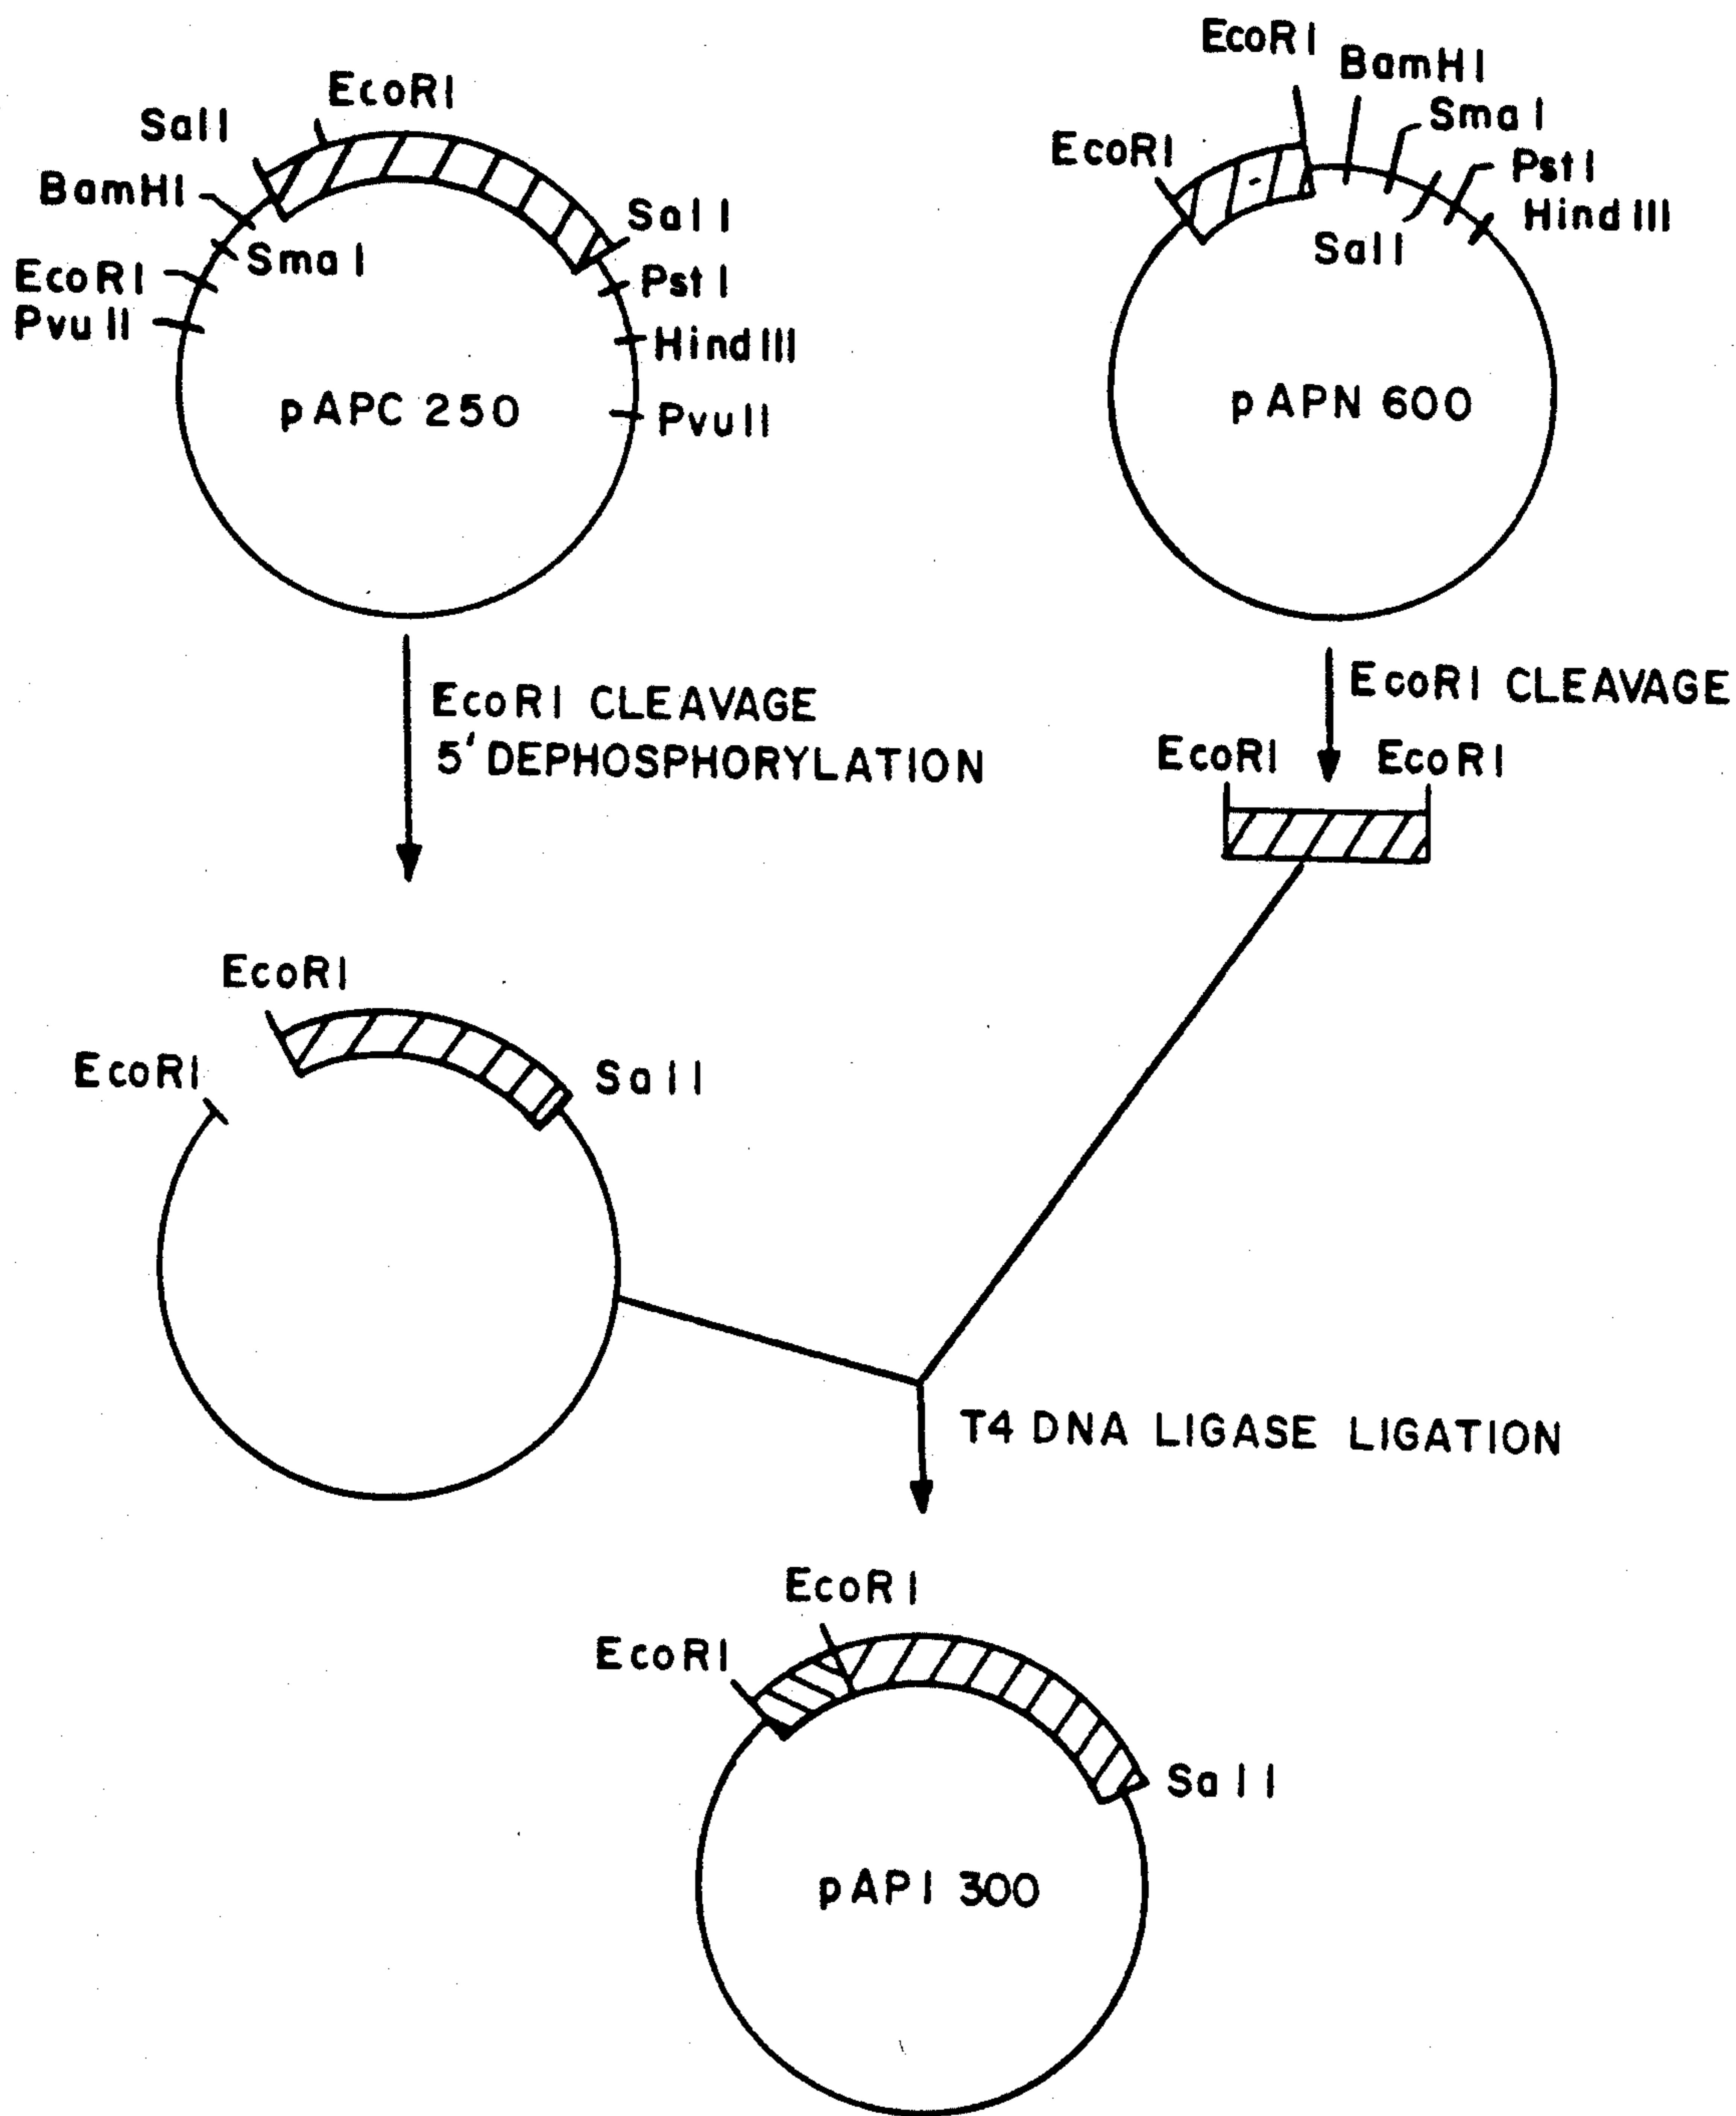 EcoRI
SalI
BamHI
SmaI
EcoRI
PvuII
SalI
PstI
HindIII
PvuII
pAPC 250
EcoRI
EcoRI
BamHI
SmaI
PstI
HindIII
SalI
pAPN 600
EcoRI CLEAVAGE
5' DEPHOSPHORYLATION
EcoRI CLEAVAGE
EcoRI
EcoRI
EcoRI
EcoRI
SalI
T4 DNA LIGASE LIGATION
EcoRI
EcoRI
SalI
pAPI 300